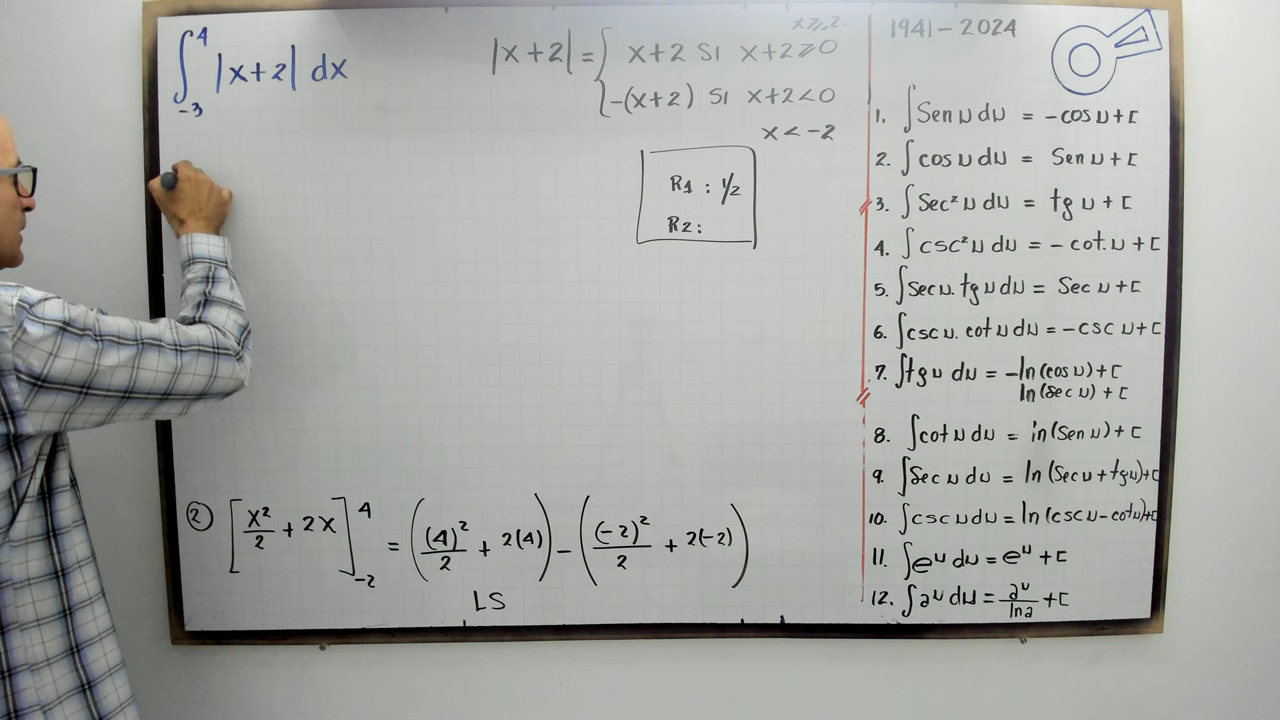 ∫₋₃⁴ |x+2| dx
x≥-2.
|x+2| = { x+2 SI x+2≥0
-(x+2) SI x+2<0
x < -2
R1 : 1/2
R2:
② [x²/2 + 2x]₋₂⁴ = ((4)²/2 + 2(4)) - ((-2)²/2 + 2(-2))
LS
1941-2024
1. ∫Sen u du = -cos u+C
2. ∫cos u du = Sen u+C
3. ∫Sec² u du = tg u + C
4. ∫csc² u du = -cot. u + C
5. ∫Sec u. tg u du = Sec u + C
6. ∫csc u. cot u du = -csc u+C
7. ∫tg u du = -ln(cos u)+C
ln(Sec u) + C
8. ∫cot u du = in(Sen u)+C
9. ∫Sec u du = ln(Sec u+tg u)+C
10. ∫csc u du = ln(csc u-cot u)+C
11. ∫e^u du = e^u + C
12. ∫a^u du = a^u/ln a + C